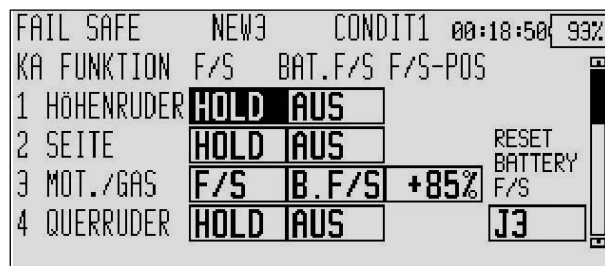 FAIL SAFE NEW3 CONDIT1 00:18:50 93%
KA FUNKTION F/S BAT.F/S F/S-POS
1 HÖHENRUDER HOLD AUS
2 SEITE HOLD AUS
3 MOT./GAS F/S B.F/S +85%
4 QUERRUDER HOLD AUS
RESET
BATTERY
F/S
J3